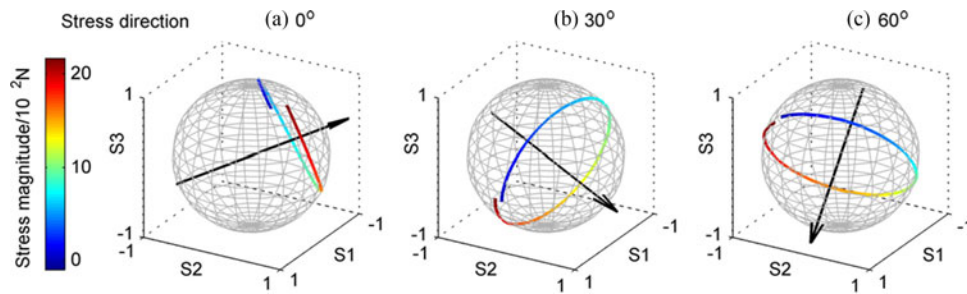 Stress direction
(a) 0°
(b) 30°
(c) 60°
Stress magnitude/10 ²N
20
10
0
1
S3
-1
-1
S2
1
1
S1
-1
1
S3
-1
-1
S2
1
1
S1
-1
1
S3
-1
-1
S2
1
1
S1
-1